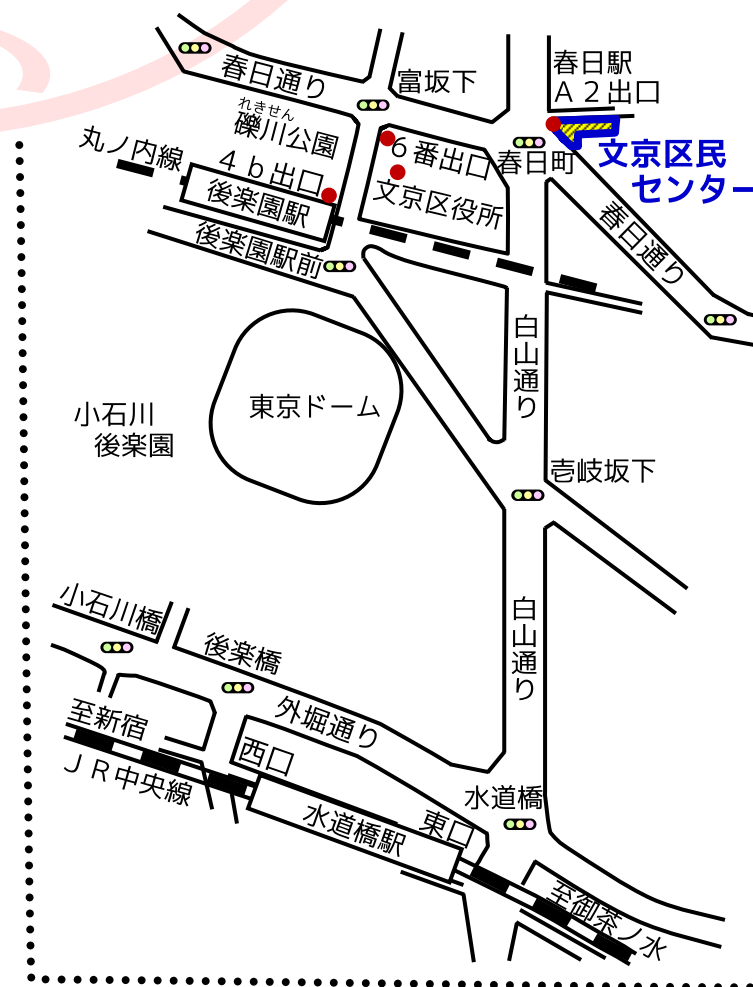 春日駅
Ａ２出口
富坂下
春日通り
れきせん
礫川公園
丸ノ内線
４ｂ出口
６番出口
春日町
文京区民
センター
後楽園駅
文京区役所
春日通り
後楽園駅前
白山通り
東京ドーム
小石川
後楽園
壱岐坂下
小石川橋
白山通り
後楽橋
至新宿
外堀通り
西口
ＪＲ中央線
水道橋
水道橋駅
東口
至御茶ノ水